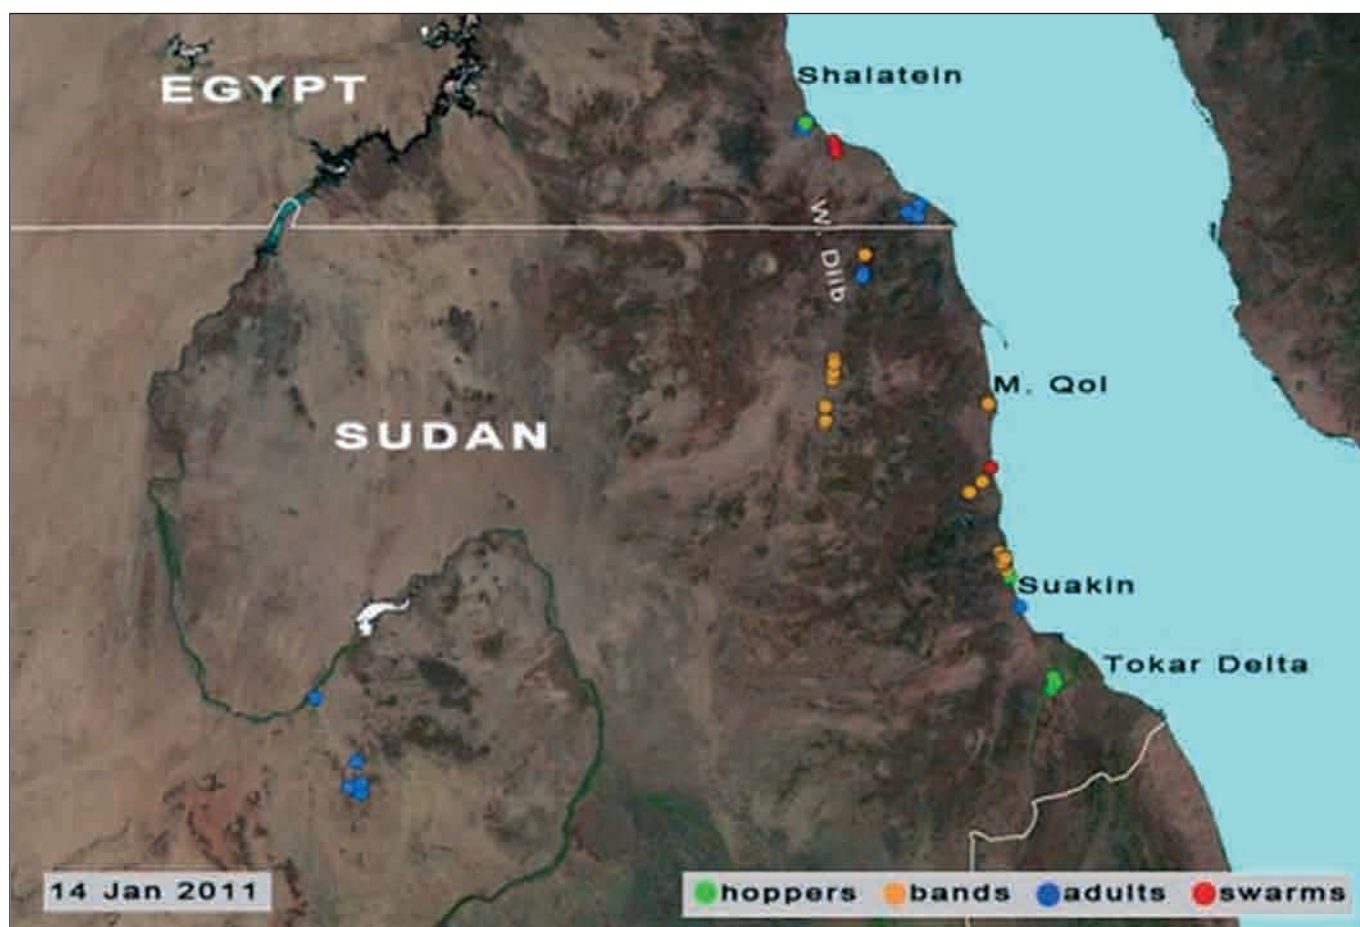 Shalatein
EGYPT
W. Diib
M. Qol
SUDAN
Suakin
Tokar Delta
14 Jan 2011
hoppers bands adults swarms